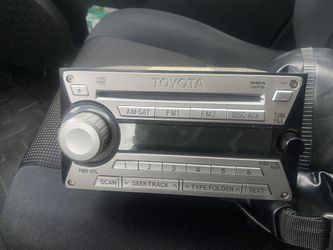 TOYOTA
WMA
AM·SAT FM1 FM2 DISC·AUX
TUNE
FILE
1 2 3 4 5 6
PWR·VOL
SCAN ∨ SEEK TRACK ∧ ∨ TYPE FOLDER ∧ TEXT